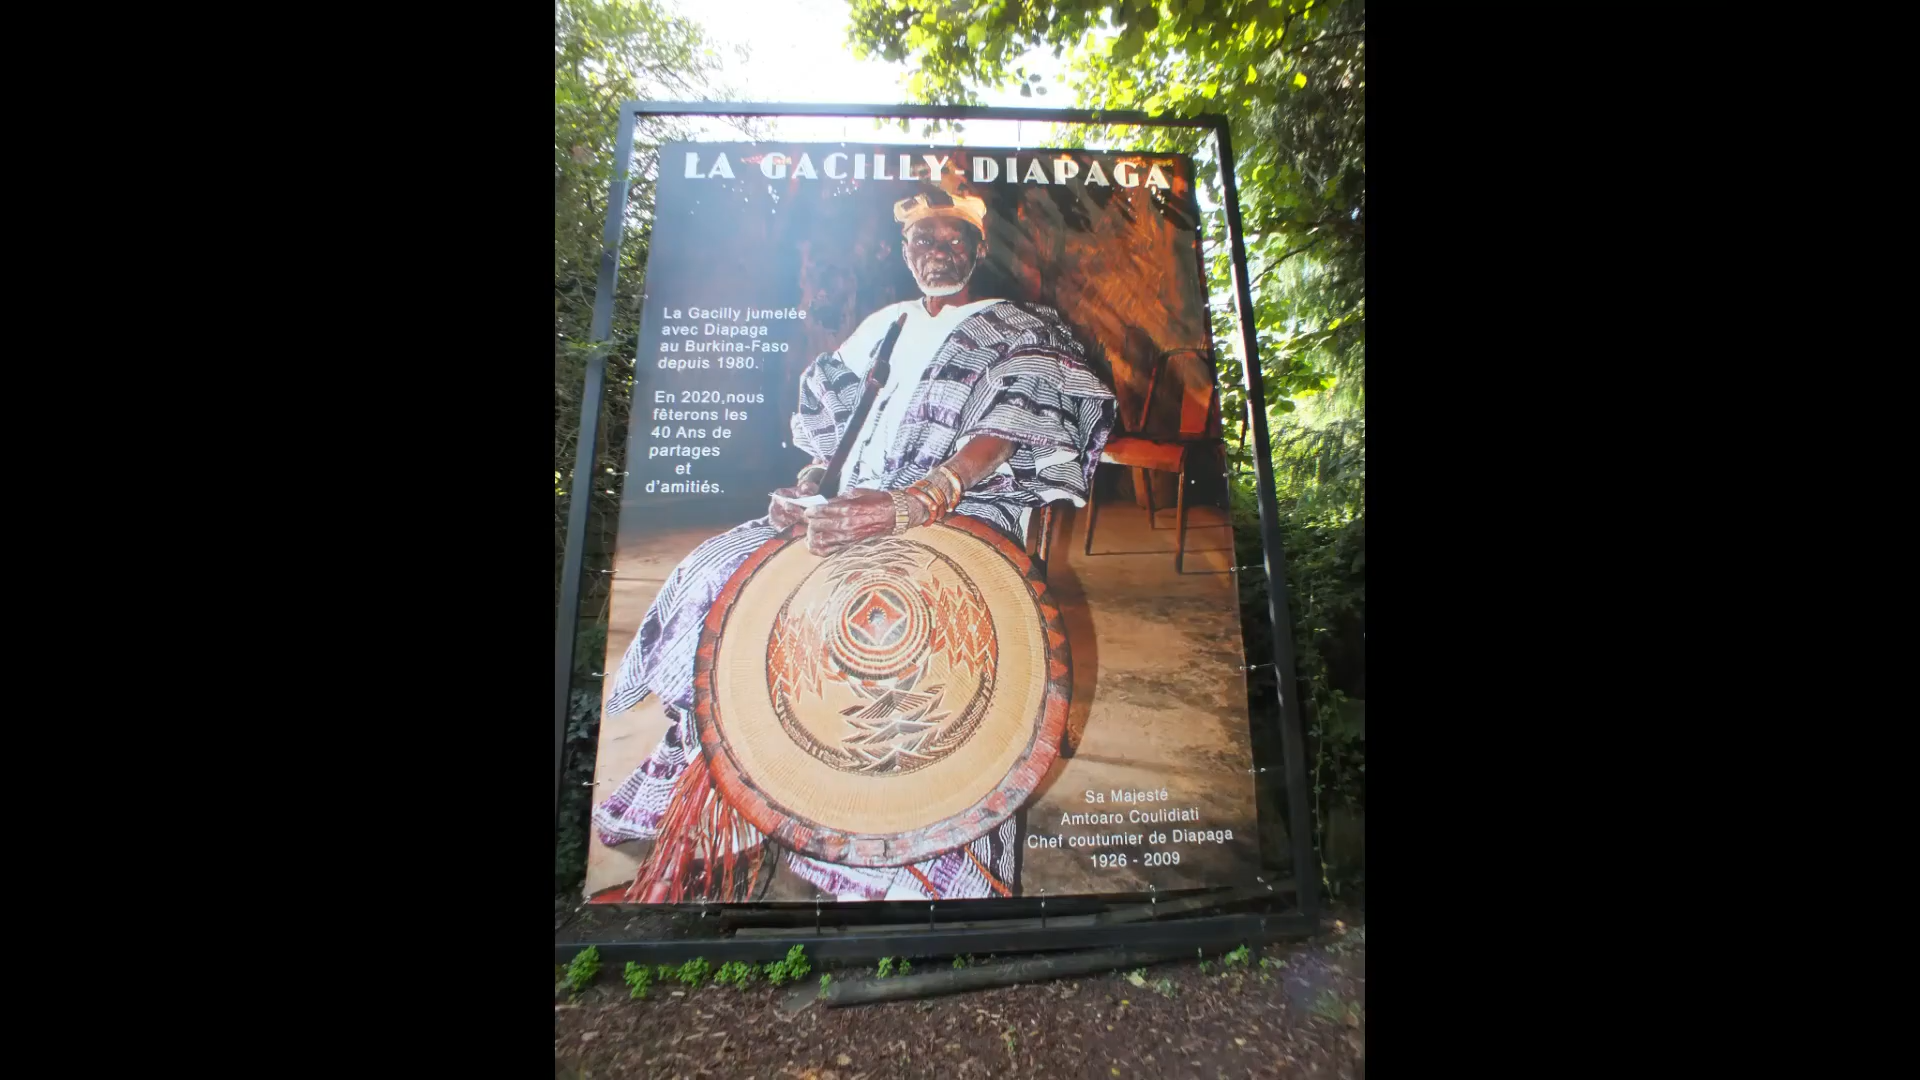 LA GACILLY-DIAPAGA
La Gacilly jumelée
avec Diapaga
au Burkina-Faso
depuis 1980.
En 2020,nous
fêterons les
40 Ans de
partages
et
d'amitiés.
Sa Majesté
Amtoaro Coulidiati
Chef coutumier de Diapaga
1926 - 2009